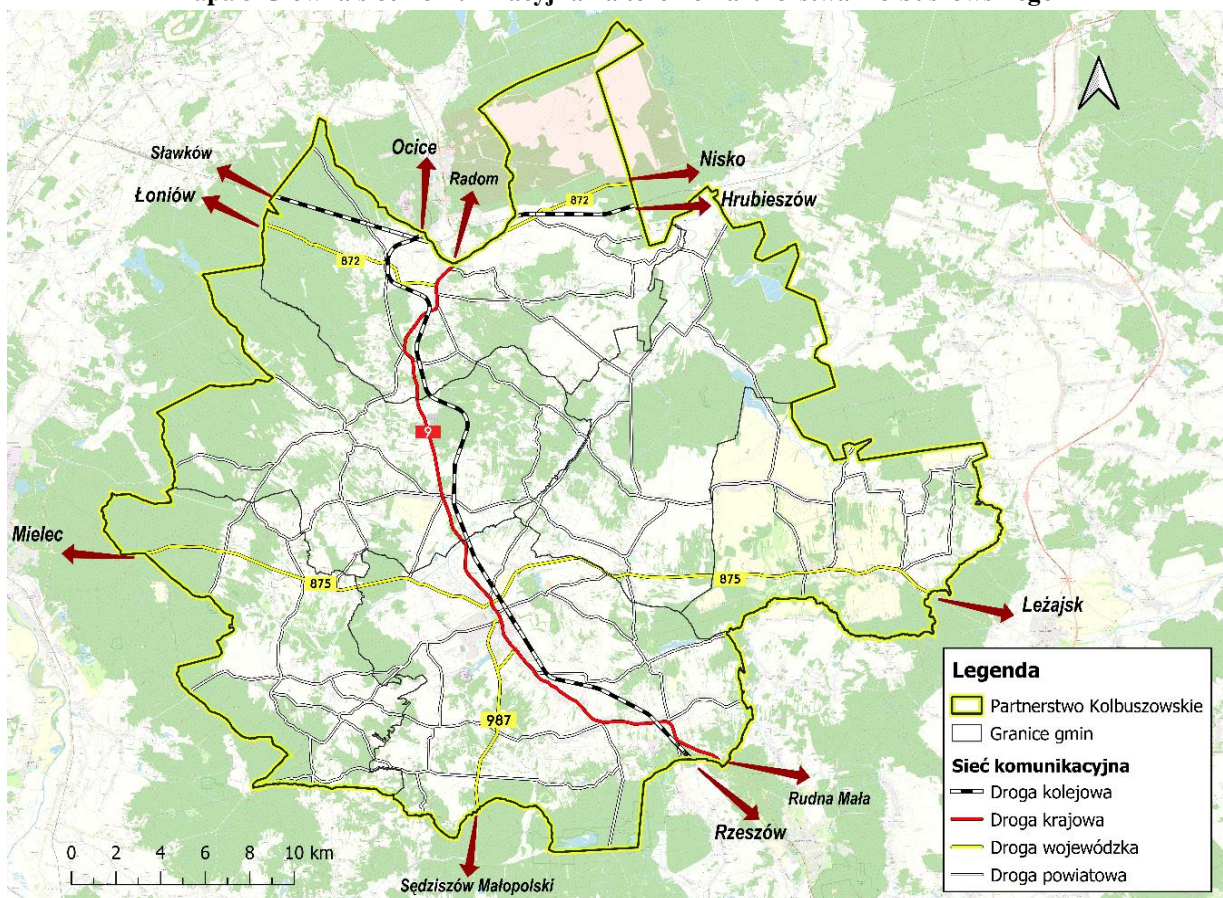 Sławków
Ocice
Radom
Nisko
Łoniów
872
Hrubieszów
872
9
Mielec
875
875
Leżajsk
987
Rudna Mała
Rzeszów
Sędziszów Małopolski
0 2 4 6 8 10 km
Legenda
Partnerstwo Kolbuszowskie
Granice gmin
Sieć komunikacyjna
Droga kolejowa
Droga krajowa
Droga wojewódzka
Droga powiatowa